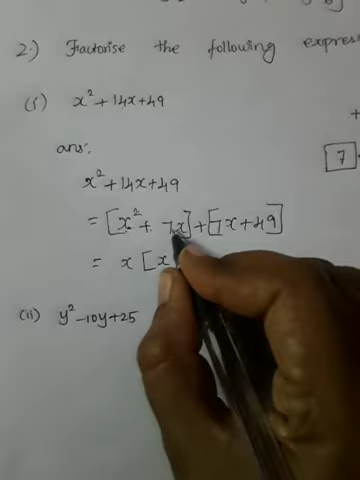 2.) Factorise the following express
(i) x² + 14x + 49
+
ans:
7
x² + 14x + 49
= [x² + 7x] + [7x + 49]
= x [x
(ii) y² - 10y + 25